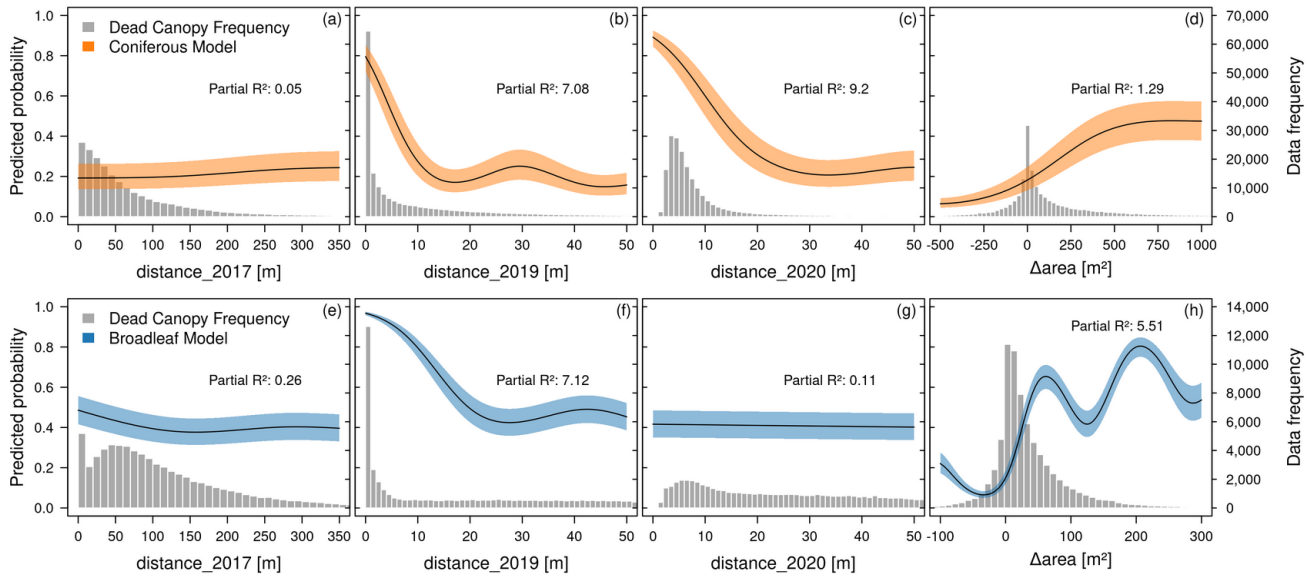 (a)
(b)
(c)
(d)
Dead Canopy Frequency
Coniferous Model
Partial R²: 0.05
Partial R²: 7.08
Partial R²: 9.2
Partial R²: 1.29
Predicted probability
1.0
0.8
0.6
0.4
0.2
0.0
70,000
60,000
50,000
40,000
30,000
20,000
10,000
0
Data frequency
0 50 100 150 200 250 300 350
0 10 20 30 40 50
0 10 20 30 40 50
-500 -250 0 250 500 750 1000
distance_2017 [m]
distance_2019 [m]
distance_2020 [m]
Δarea [m²]
(e)
(f)
(g)
(h)
Dead Canopy Frequency
Broadleaf Model
Partial R²: 0.26
Partial R²: 7.12
Partial R²: 0.11
Partial R²: 5.51
Predicted probability
1.0
0.8
0.6
0.4
0.2
0.0
14,000
12,000
10,000
8,000
6,000
4,000
2,000
0
Data frequency
0 50 100 150 200 250 300 350
0 10 20 30 40 50
0 10 20 30 40 50
-100 0 100 200 300
distance_2017 [m]
distance_2019 [m]
distance_2020 [m]
Δarea [m²]